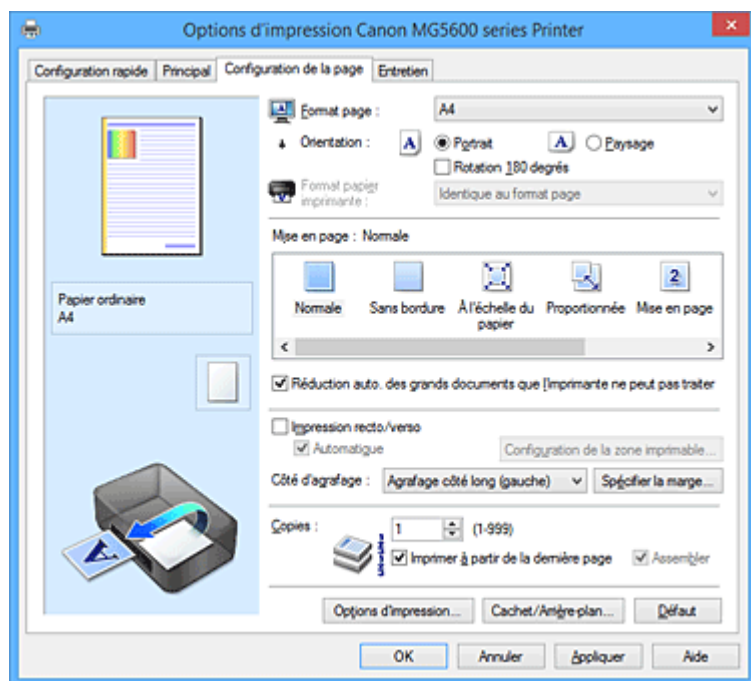 Options d'impression Canon MG5600 series Printer
Configuration rapide Principal Configuration de la page Entretien
Format page : A4
Orientation : A Portrait A Paysage
Rotation 180 degrés
Format papier imprimante : Identique au format page
Mise en page : Normale
Papier ordinaire
A4
2
Normale Sans bordure À l'échelle du papier Proportionnée Mise en page
Réduction auto. des grands documents que l'imprimante ne peut pas traiter
Impression recto/verso
Automatique Configuration de la zone imprimable...
Côté d'agrafage : Agrafage côté long (gauche) Spécifier la marge...
Copies : 1 (1-999)
Imprimer à partir de la dernière page Assembler
A
Options d'impression... Cachet/Arrière-plan... Défaut
OK Annuler Appliquer Aide